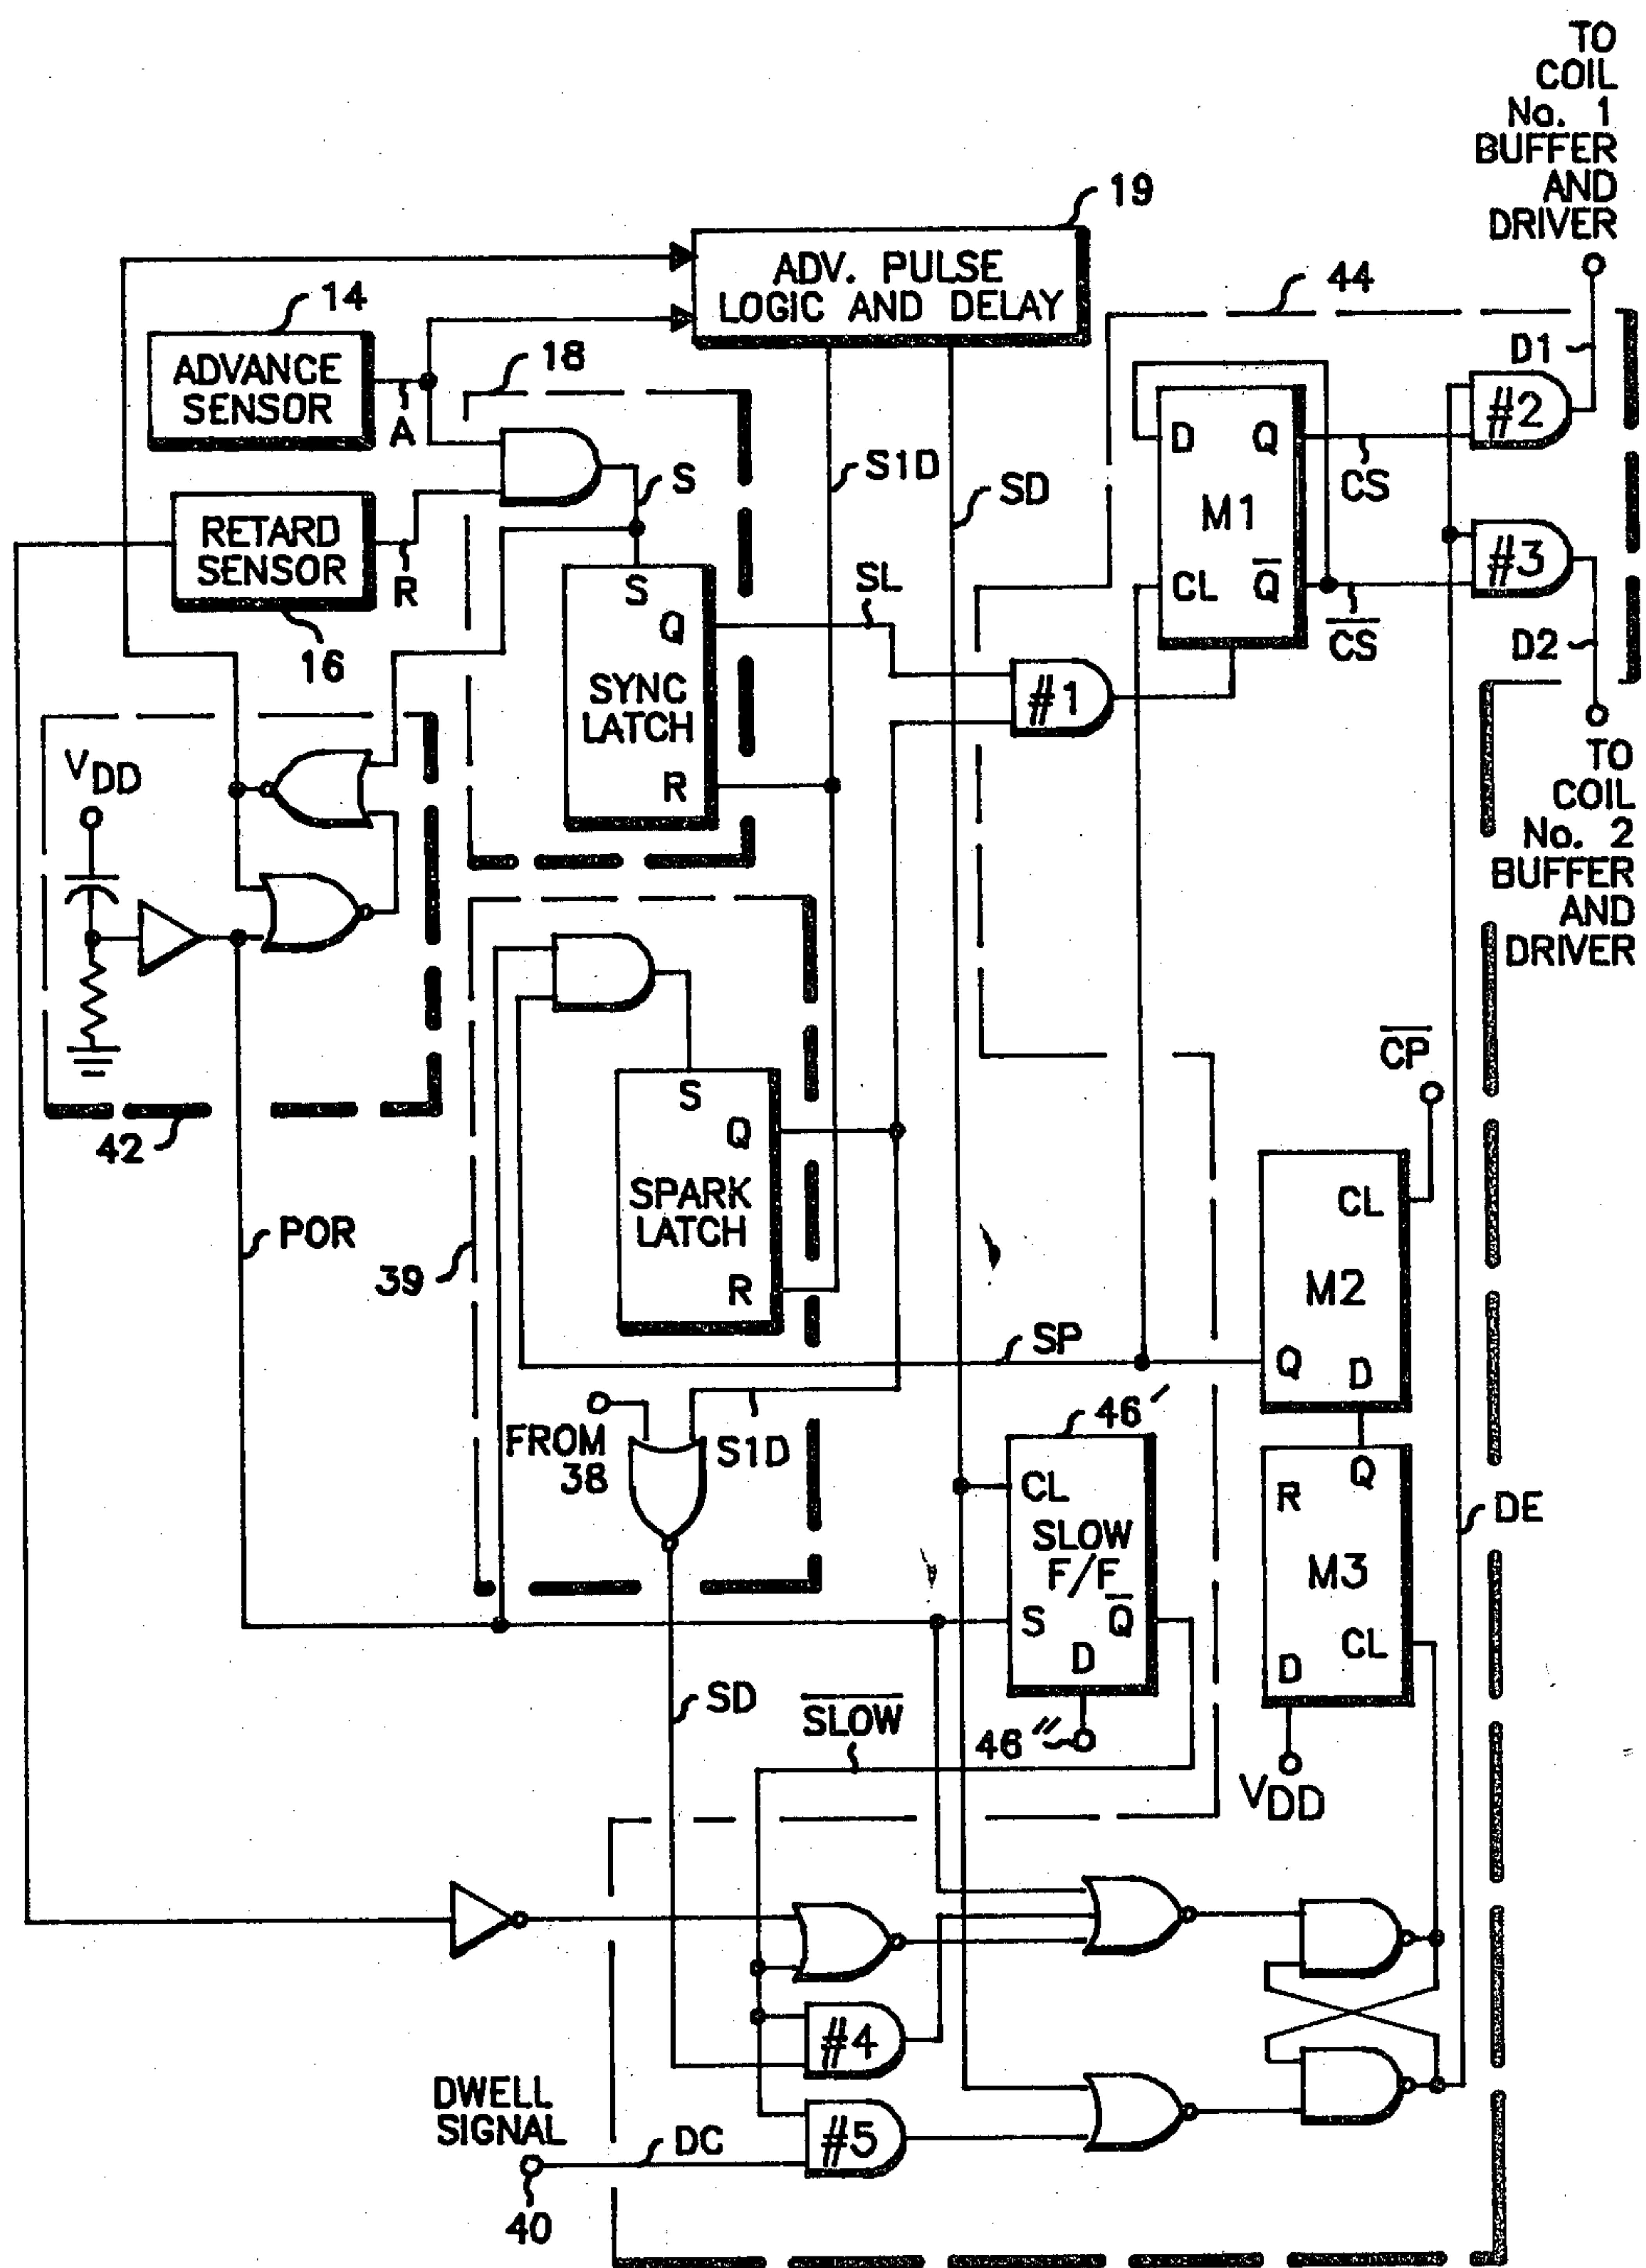 TO
COIL
No. 1
BUFFER
AND
DRIVER
19
ADV. PULSE
LOGIC AND DELAY
44
14
ADVANCE
SENSOR
A
18
D1
#2
D Q
M1
CL Q̅
CS
C̅S̅
S
S1D
SD
RETARD
SENSOR
R
16
#3
D2
S
Q
SYNC
LATCH
R
SL
#1
TO
COIL
No. 2
BUFFER
AND
DRIVER
VDD
42
C̅P̅
S
Q
SPARK
LATCH
R
POR
39
CL
M2
Q D
SP
46'
FROM
38
S1D
CL
SLOW
F/F
S Q̅
D
R Q
M3
CL
D
DE
SD
S̅L̅O̅W̅
46"
VDD
#4
DWELL
SIGNAL
DC
#5
40